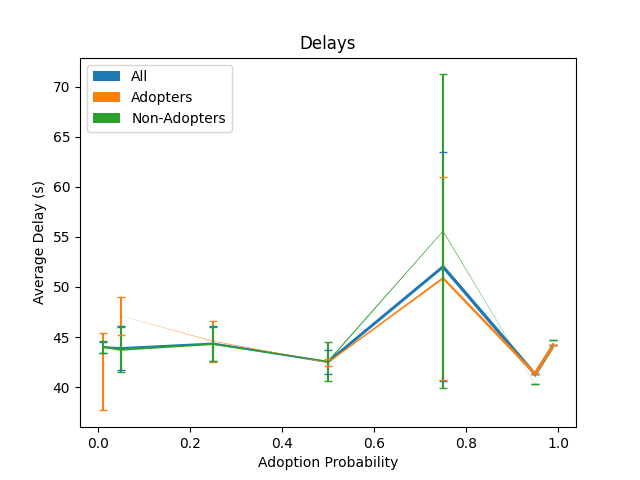 Delays
All
Adopters
Non-Adopters
Average Delay (s)
70
65
60
55
50
45
40
0.0 0.2 0.4 0.6 0.8 1.0
Adoption Probability